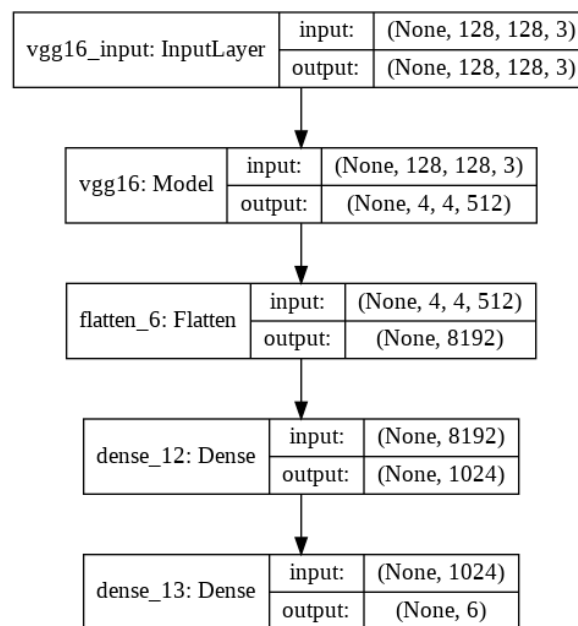 vgg16_input: InputLayer
input: (None, 128, 128, 3)
output: (None, 128, 128, 3)
vgg16: Model
input: (None, 128, 128, 3)
output: (None, 4, 4, 512)
flatten_6: Flatten
input: (None, 4, 4, 512)
output: (None, 8192)
dense_12: Dense
input: (None, 8192)
output: (None, 1024)
dense_13: Dense
input: (None, 1024)
output: (None, 6)